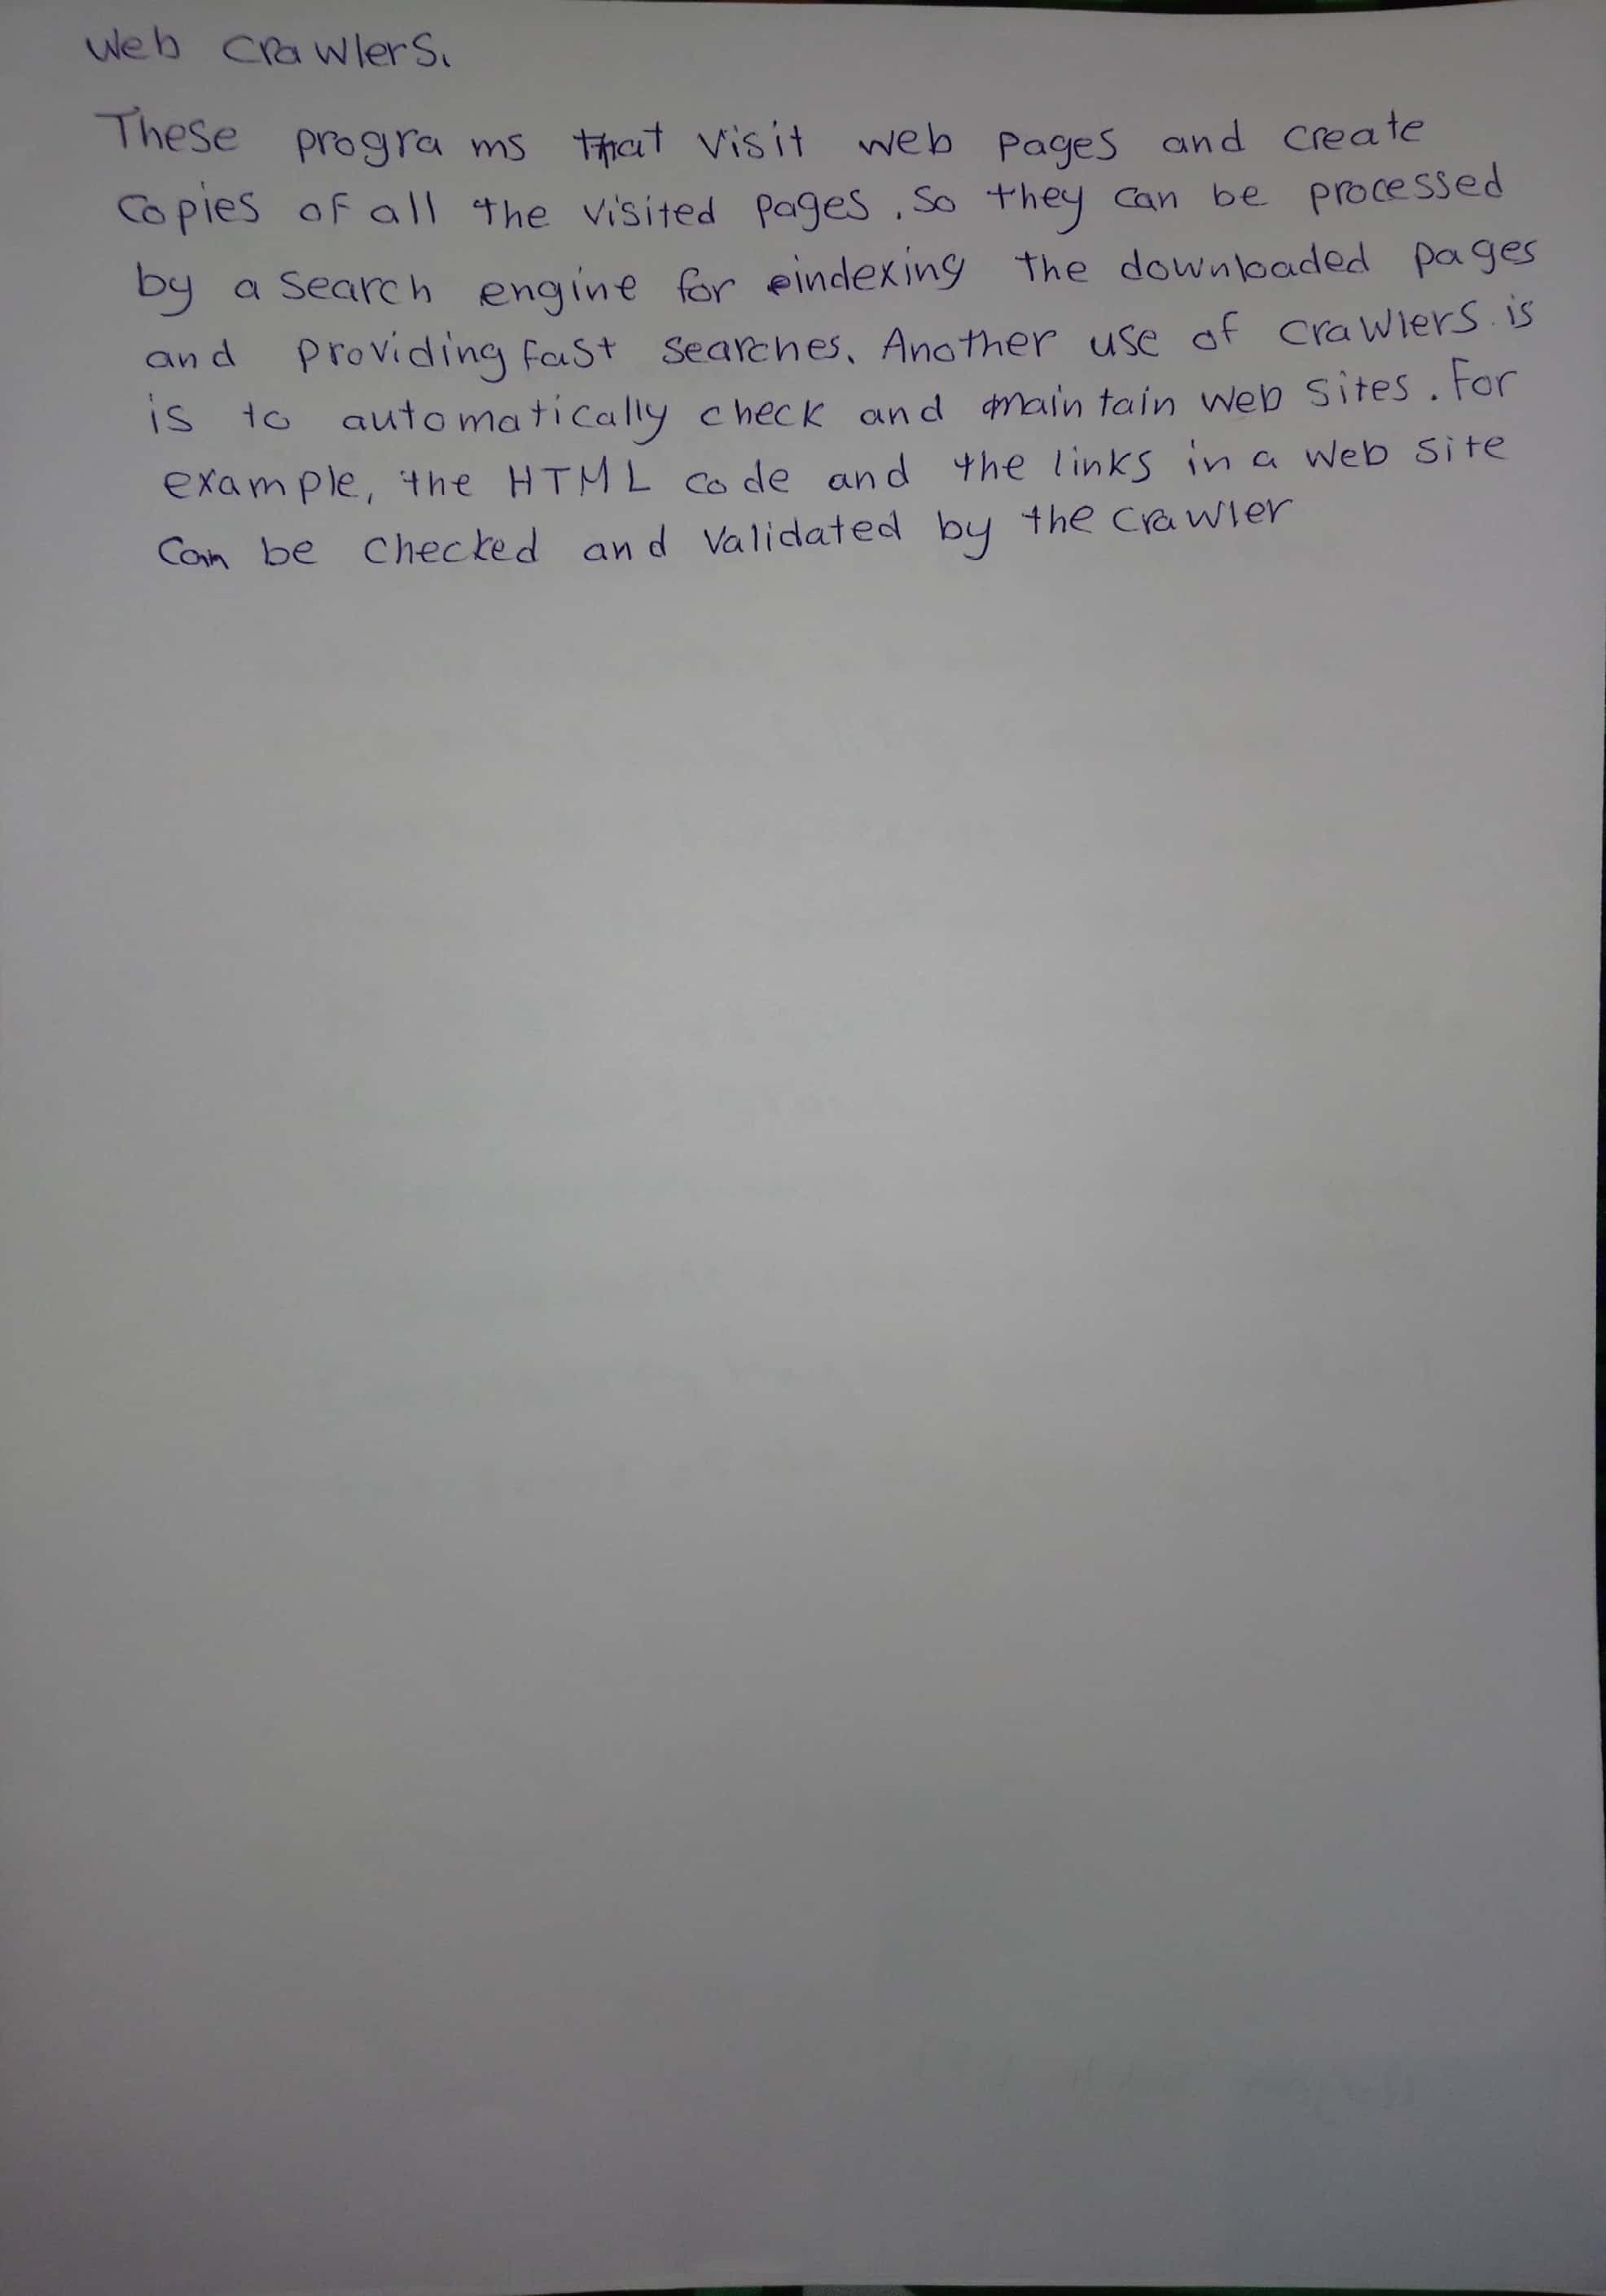 Web crawlers.
These programs that visit web pages and create
copies of all the visited pages. So they can be processed
by a search engine for indexing the downloaded pages
and providing fast searches. Another use of crawlers is
is to automatically check and maintain web sites. For
example, the HTML code and the links in a web site
can be checked and validated by the crawler